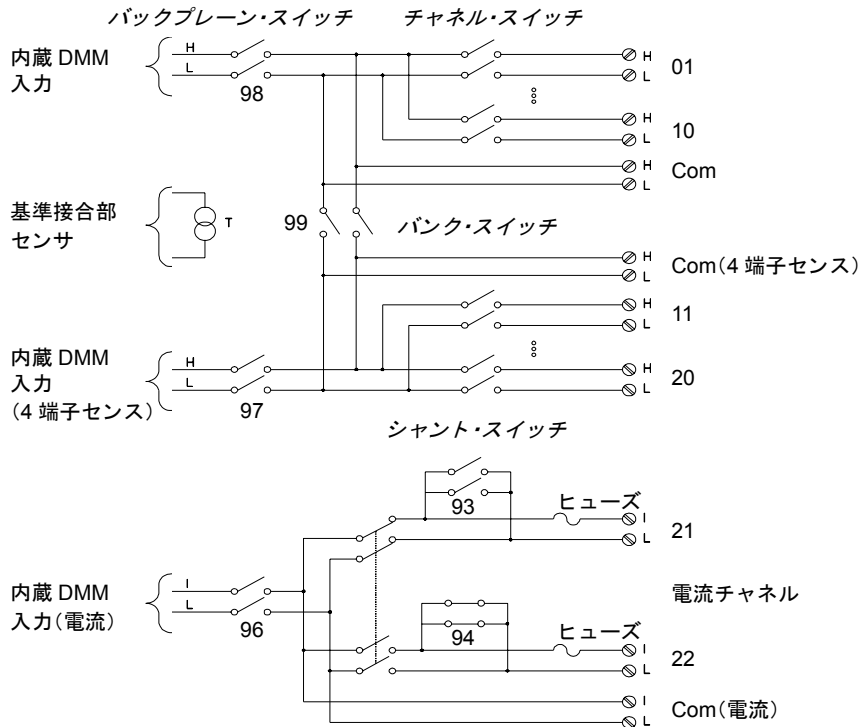 バックプレーン・スイッチ
チャネル・スイッチ
内蔵 DMM
入力
H
L
98
H
L
01
H
L
10
H
L
Com
基準接合部
センサ
T
99
バンク・スイッチ
H
L
Com(4 端子センス)
H
L
11
内蔵 DMM
入力
(4 端子センス)
H
L
97
H
L
20
シャント・スイッチ
93
ヒューズ
I
L
21
内蔵 DMM
入力(電流)
I
L
96
電流チャネル
94
ヒューズ
I
L
22
I
L
Com(電流)